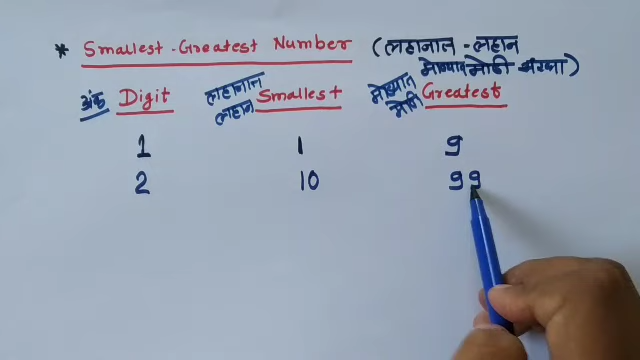 * Smallest - Greatest Number (लहानात - लहान
मोठ्यात मोठी संख्या)
अंक Digit लहानात लहान Smallest मोठ्यात मोठी Greatest
1 1 9
2 10 99